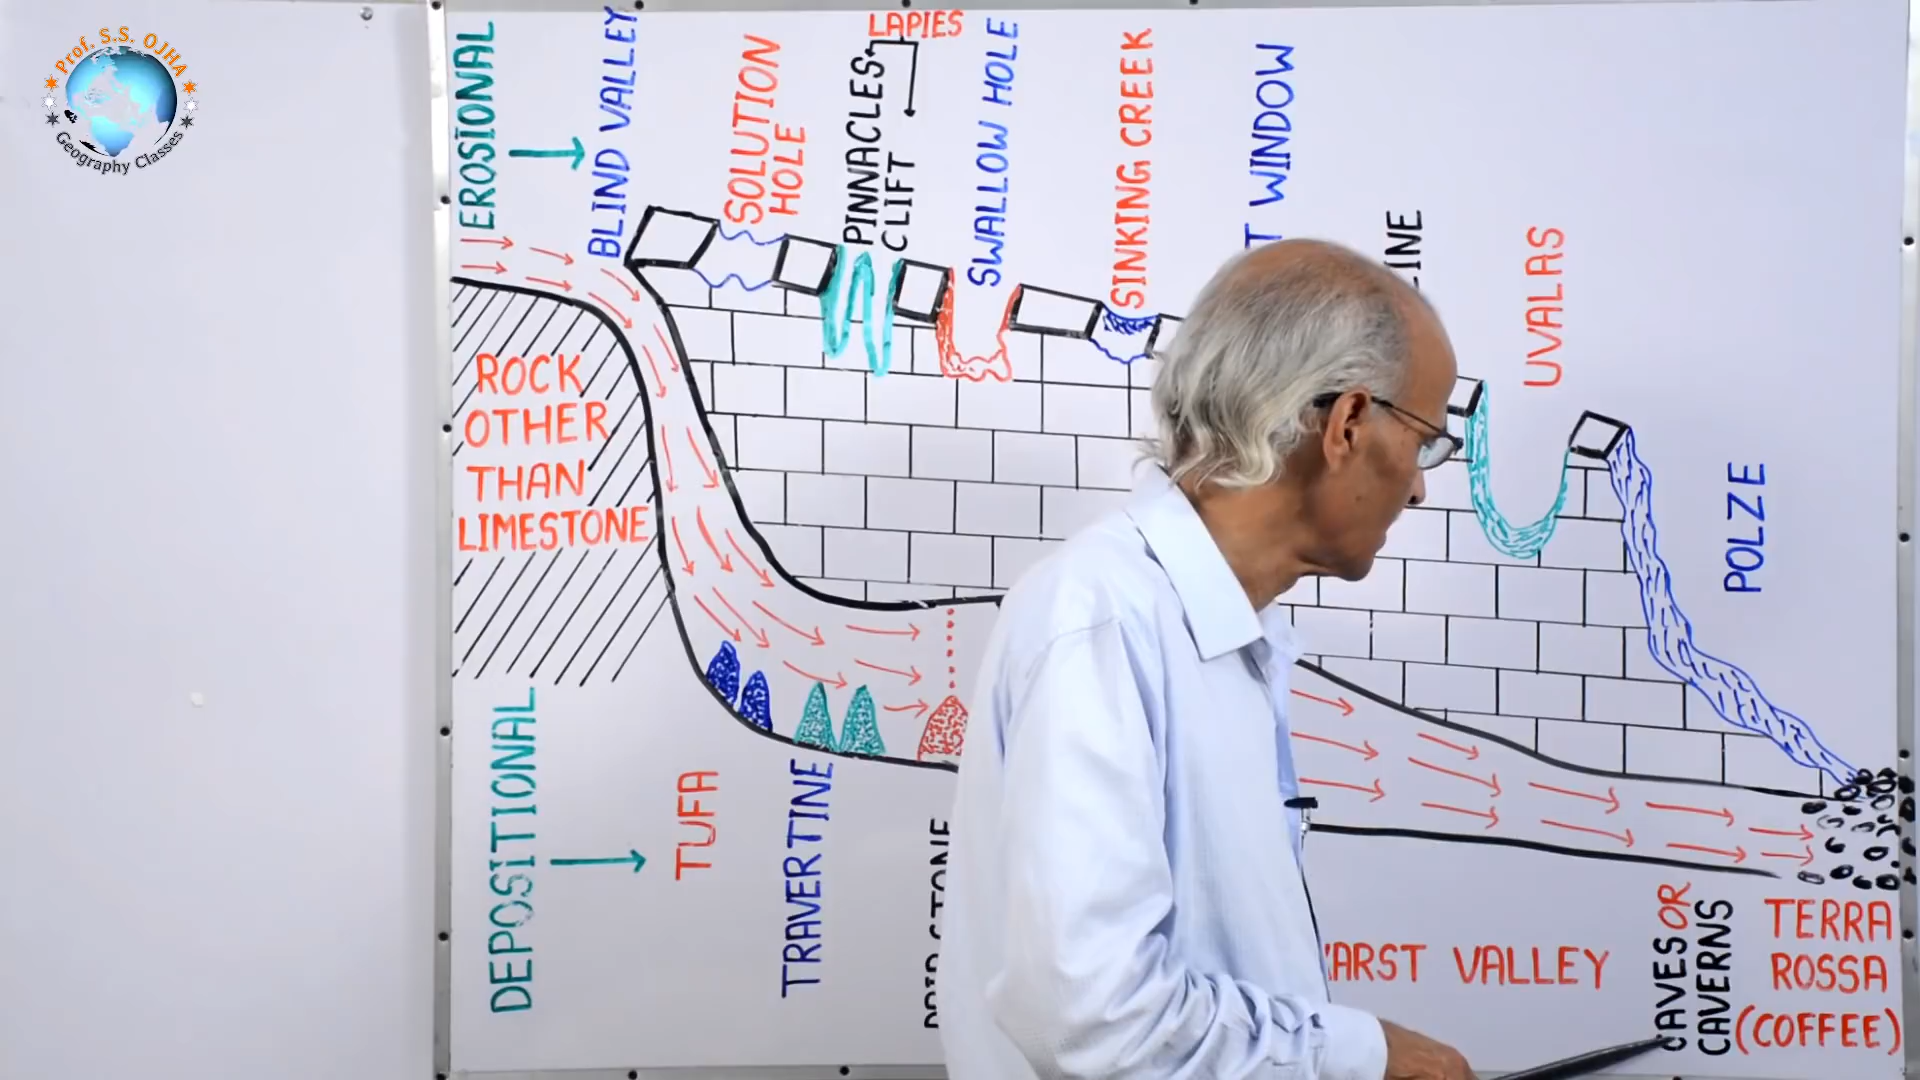 Prof. S.S. OJHA
Geography Classes
EROSIONAL
BLIND VALLEY
SOLUTION
HOLE
LAPIES
PINNACLES
CLIFT
SWALLOW HOLE
SINKING CREEK
WINDOW
UVALAS
POLZE
ROCK
OTHER
THAN
LIMESTONE
DEPOSITIONAL
TUFA
TRAVERTINE
VALLEY
CAVES OR
CAVERNS
TERRA
ROSSA
(COFFEE)